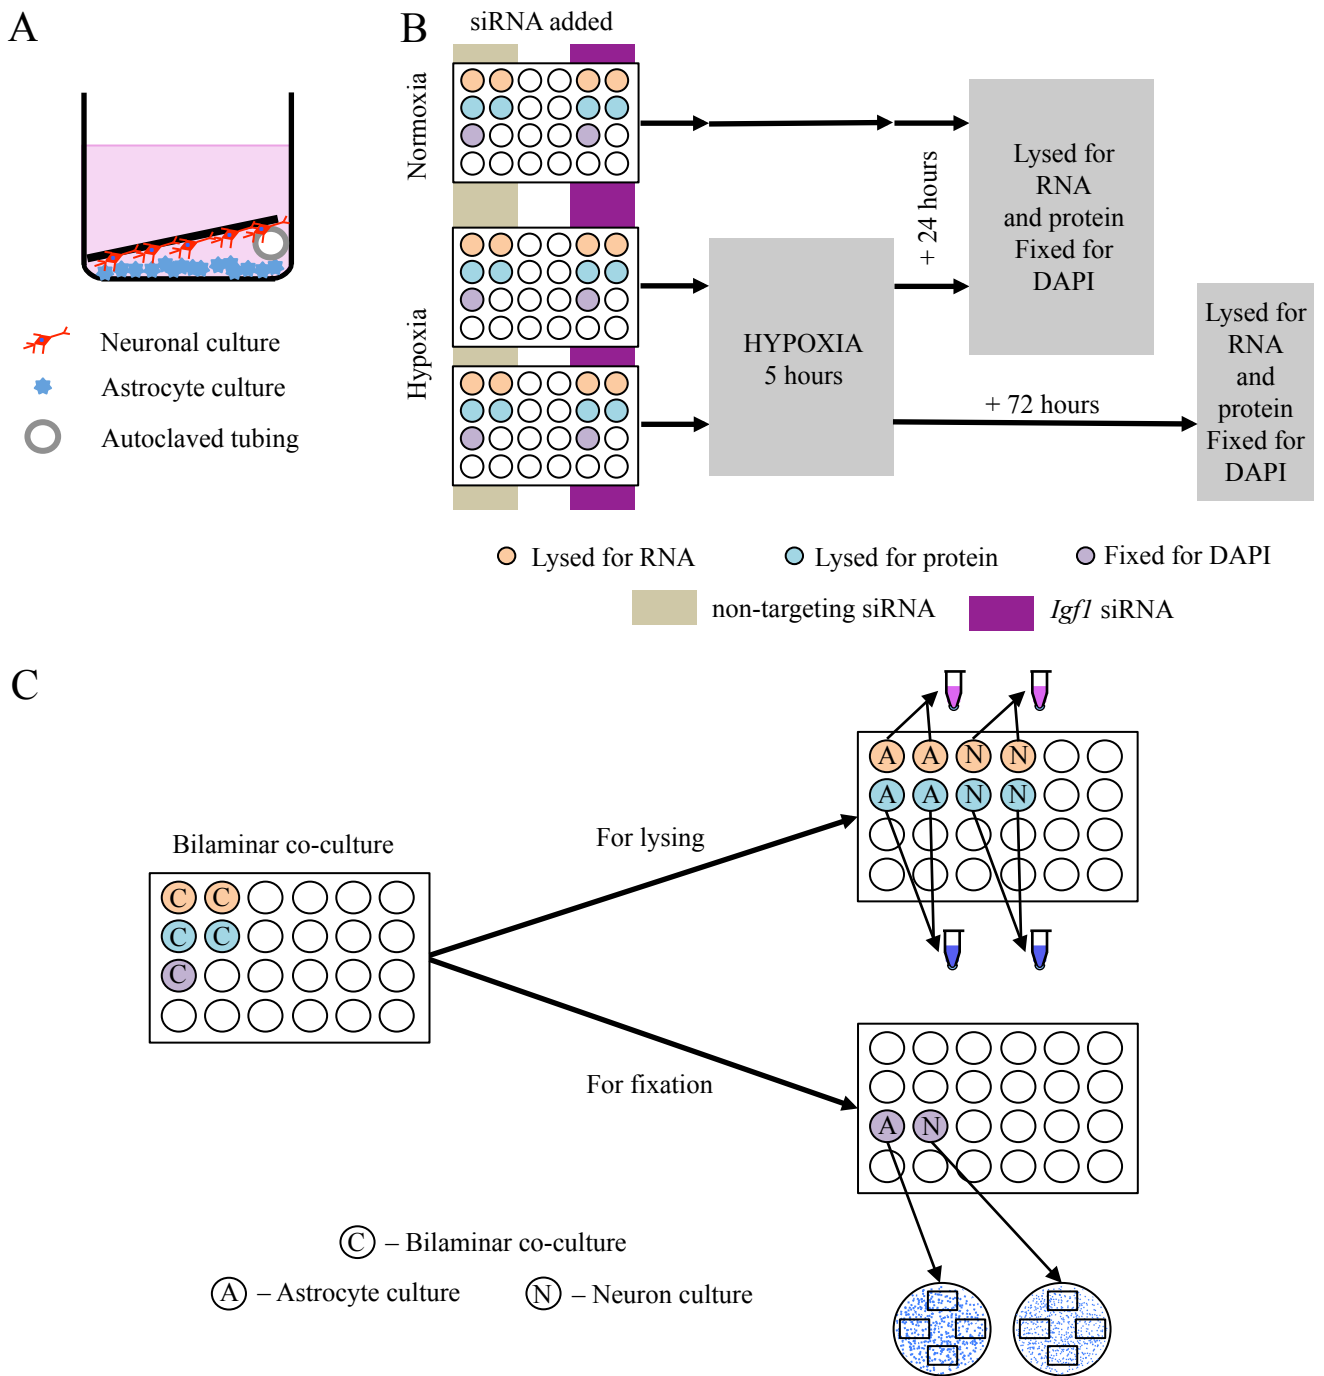 A
Neuronal culture
Astrocyte culture
Autoclaved tubing
B
siRNA added
Normoxia
Hypoxia
HYPOXIA
5 hours
+ 24 hours
Lysed for
RNA
and protein
Fixed for
DAPI
+ 72 hours
Lysed for
RNA
and
protein
Fixed for
DAPI
Lysed for RNA
Lysed for protein
Fixed for DAPI
non-targeting siRNA
Igf1 siRNA
C
Bilaminar co-culture
C C
C C
C
For lysing
A A N N
A A N N
For fixation
A N
C – Bilaminar co-culture
A – Astrocyte culture
N – Neuron culture